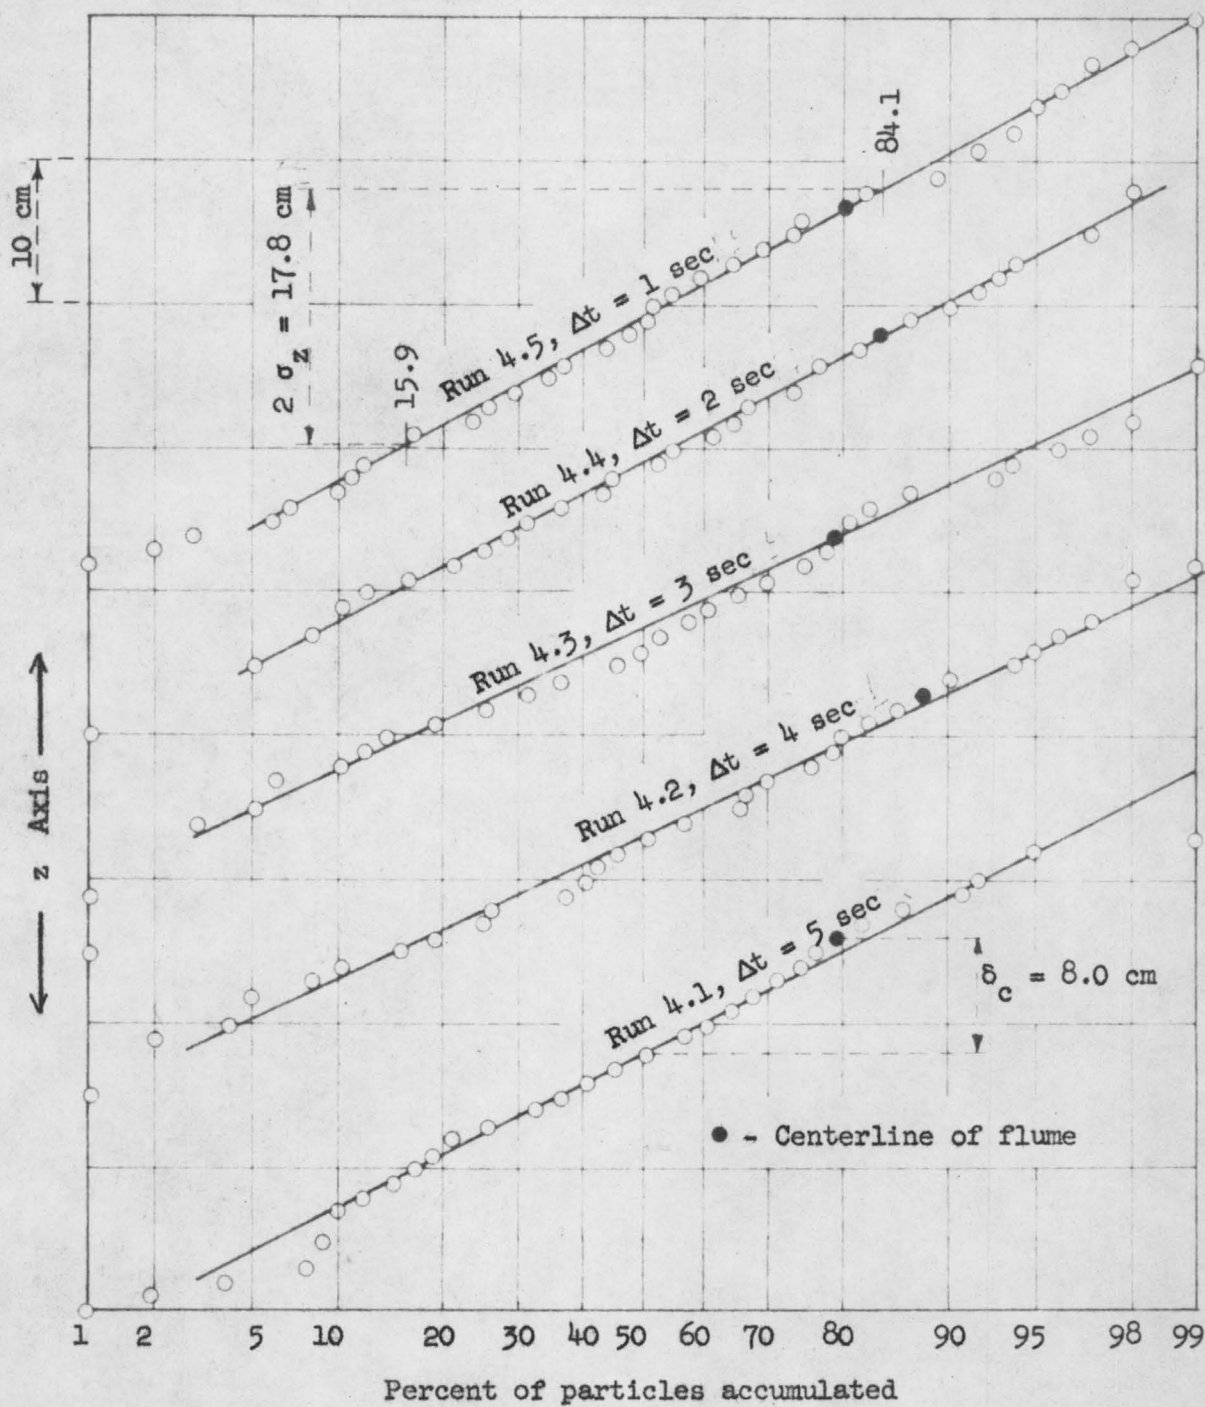 10 cm
2 σz = 17.8 cm
15.9
84.1
Run 4.5, Δt = 1 sec
Run 4.4, Δt = 2 sec
Run 4.3, Δt = 3 sec
Run 4.2, Δt = 4 sec
Run 4.1, Δt = 5 sec
δc = 8.0 cm
● - Centerline of flume
z Axis
1 2 5 10 20 30 40 50 60 70 80 90 95 98 99
Percent of particles accumulated